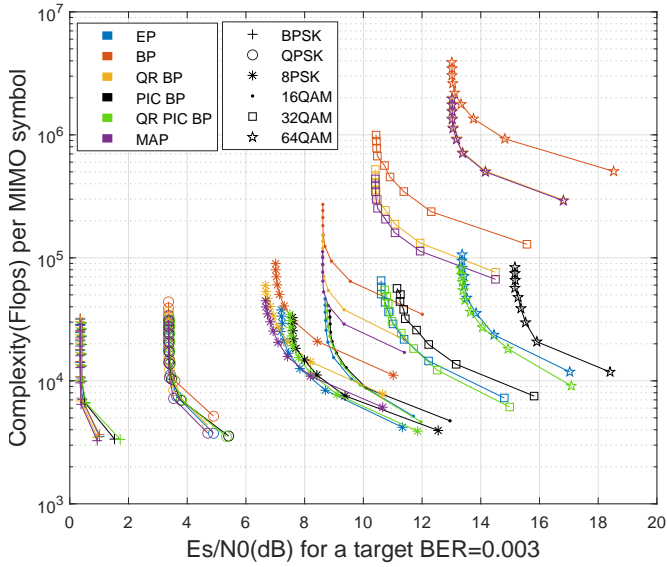 10^7
10^6
10^5
10^4
10^3
Complexity(Flops) per MIMO symbol
EP
BP
QR BP
PIC BP
QR PIC BP
MAP
BPSK
QPSK
8PSK
16QAM
32QAM
64QAM
0 2 4 6 8 10 12 14 16 18 20
Es/N0(dB) for a target BER=0.003